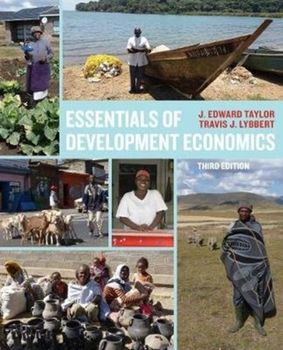 ESSENTIALS OF
DEVELOPMENT ECONOMICS
J. EDWARD TAYLOR
TRAVIS J. LYBBERT
THIRD EDITION